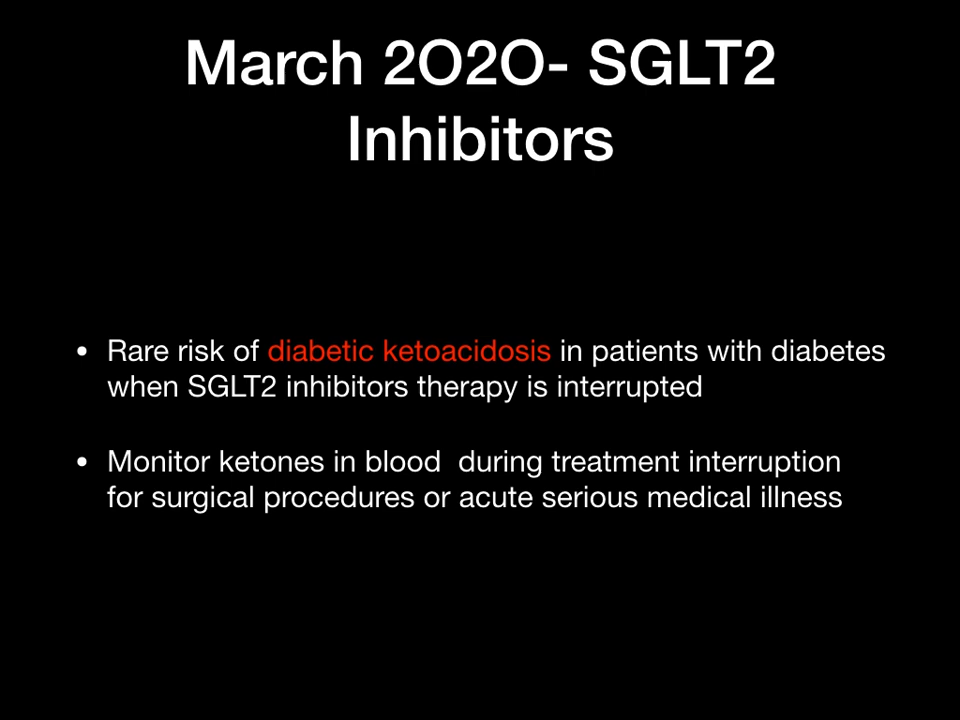 March 2O2O- SGLT2
Inhibitors
• Rare risk of diabetic ketoacidosis in patients with diabetes
when SGLT2 inhibitors therapy is interrupted
• Monitor ketones in blood  during treatment interruption
for surgical procedures or acute serious medical illness